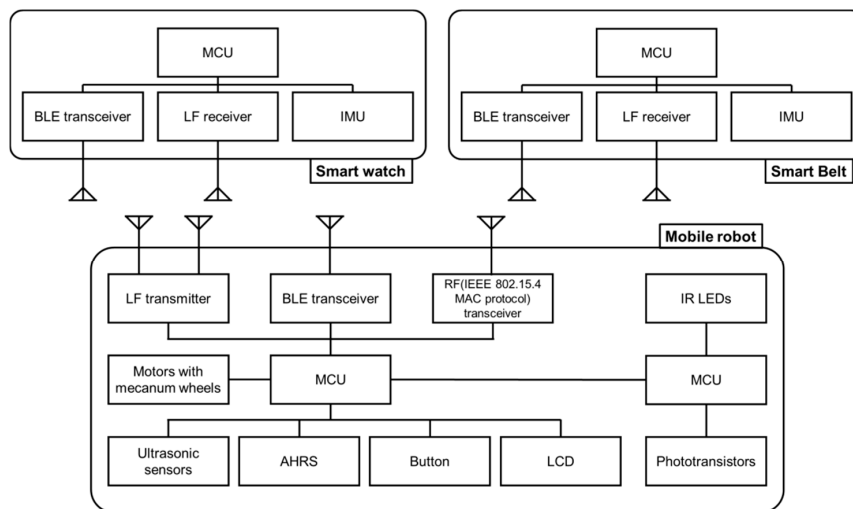 MCU
BLE transceiver
LF receiver
IMU
Smart watch
MCU
BLE transceiver
LF receiver
IMU
Smart Belt
Mobile robot
LF transmitter
BLE transceiver
RF(IEEE 802.15.4
MAC protocol)
transceiver
IR LEDs
Motors with
mecanum wheels
MCU
MCU
Ultrasonic
sensors
AHRS
Button
LCD
Phototransistors